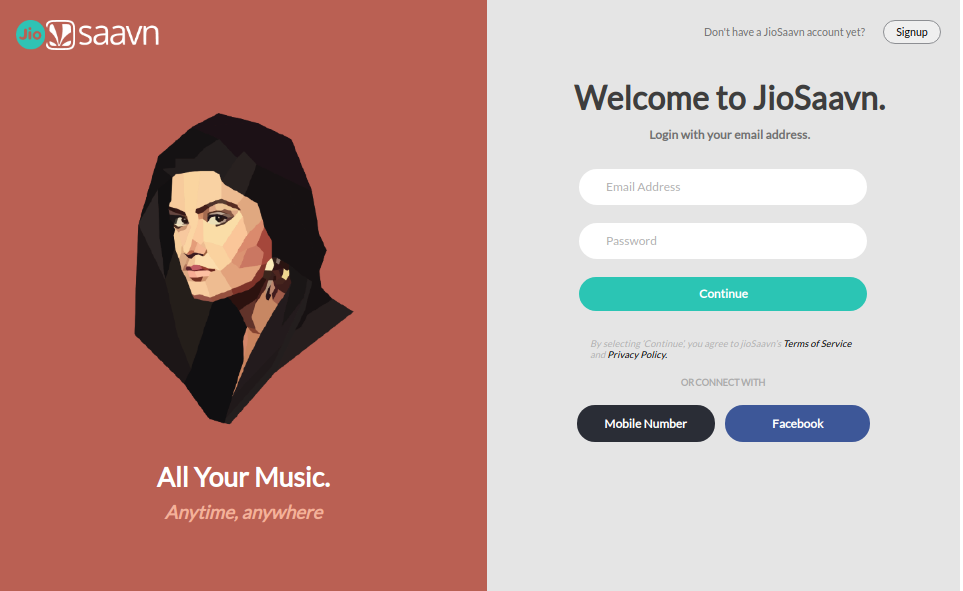 Jio saavn
Don't have a JioSaavn account yet?
Signup
Welcome to JioSaavn.
Login with your email address.
Email Address
Password
Continue
By selecting 'Continue', you agree to jioSaavn's Terms of Service
and Privacy Policy.
OR CONNECT WITH
Mobile Number
Facebook
All Your Music.
Anytime, anywhere